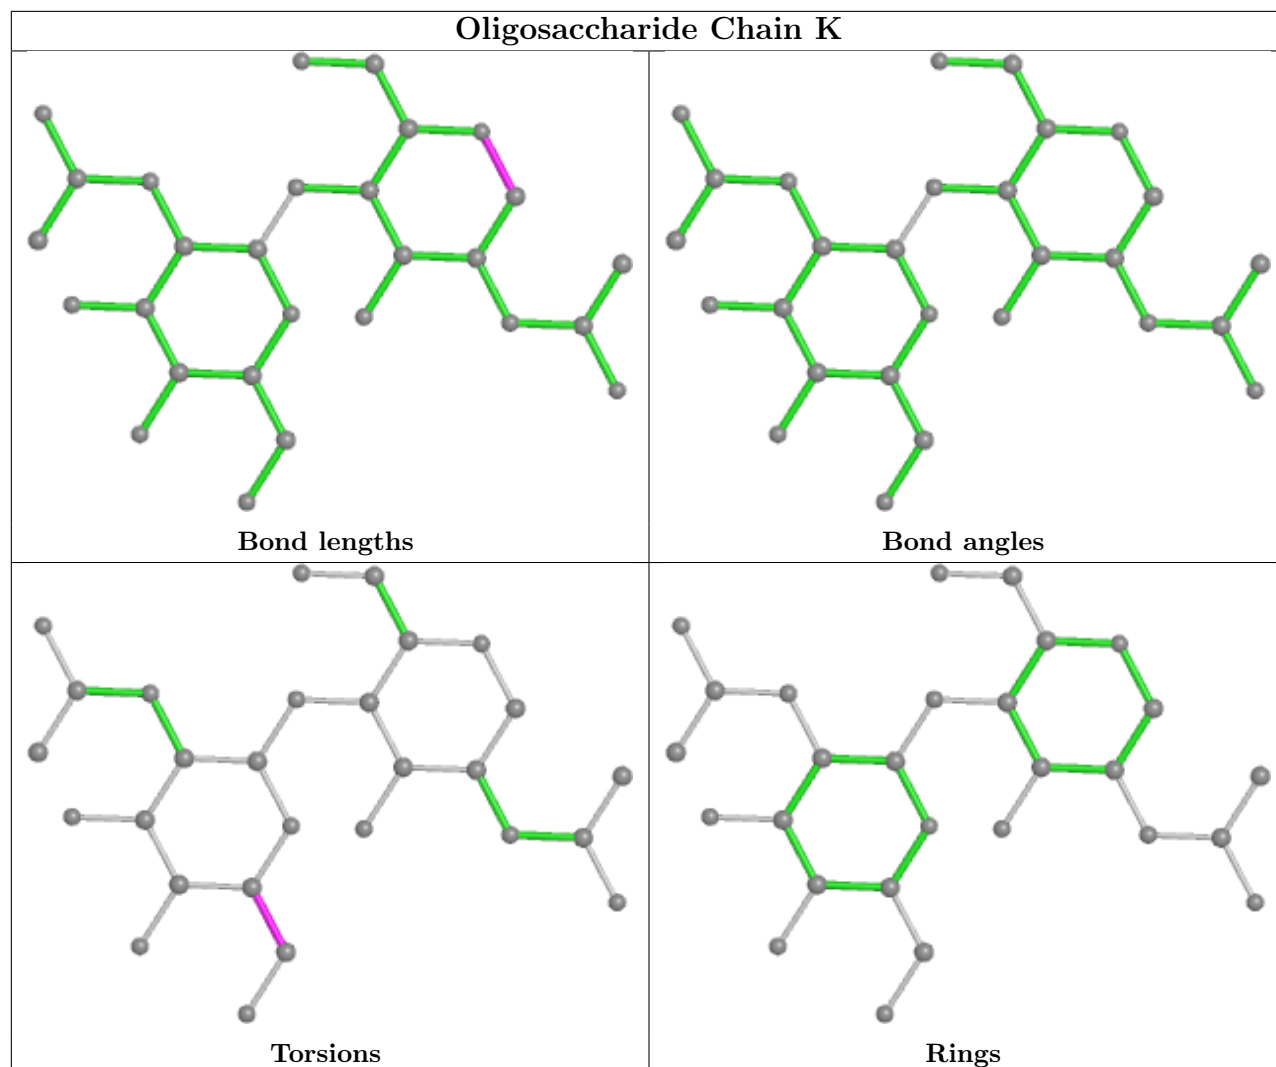 Oligosaccharide Chain K
Bond lengths
Bond angles
Torsions
Rings